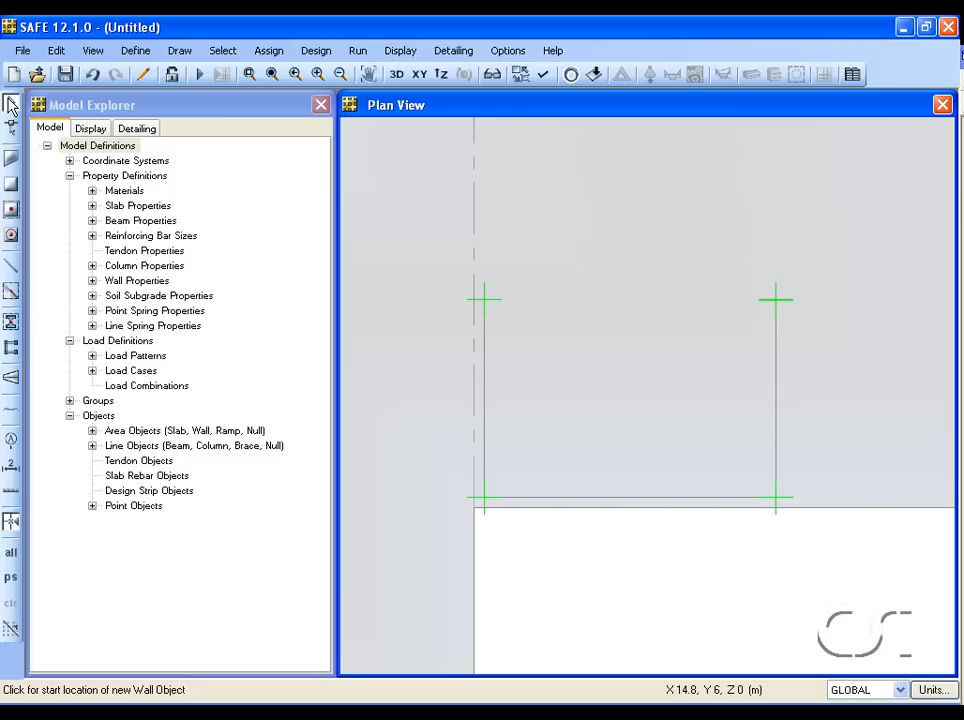 SAFE 12.1.0 - (Untitled)
File Edit View Define Draw Select Assign Design Run Display Detailing Options Help
3D XY
Model Explorer
Plan View
Model Display Detailing
Model Definitions
Coordinate Systems
Property Definitions
Materials
Slab Properties
Beam Properties
Reinforcing Bar Sizes
Tendon Properties
Column Properties
Wall Properties
Soil Subgrade Properties
Point Spring Properties
Line Spring Properties
Load Definitions
Load Patterns
Load Cases
Load Combinations
Groups
Objects
Area Objects (Slab, Wall, Ramp, Null)
Line Objects (Beam, Column, Brace, Null)
Tendon Objects
Slab Rebar Objects
Design Strip Objects
Point Objects
all
ps
clr
CSI
Click for start location of new Wall Object
X 14.8, Y 6, Z 0 (m)
GLOBAL
Units...